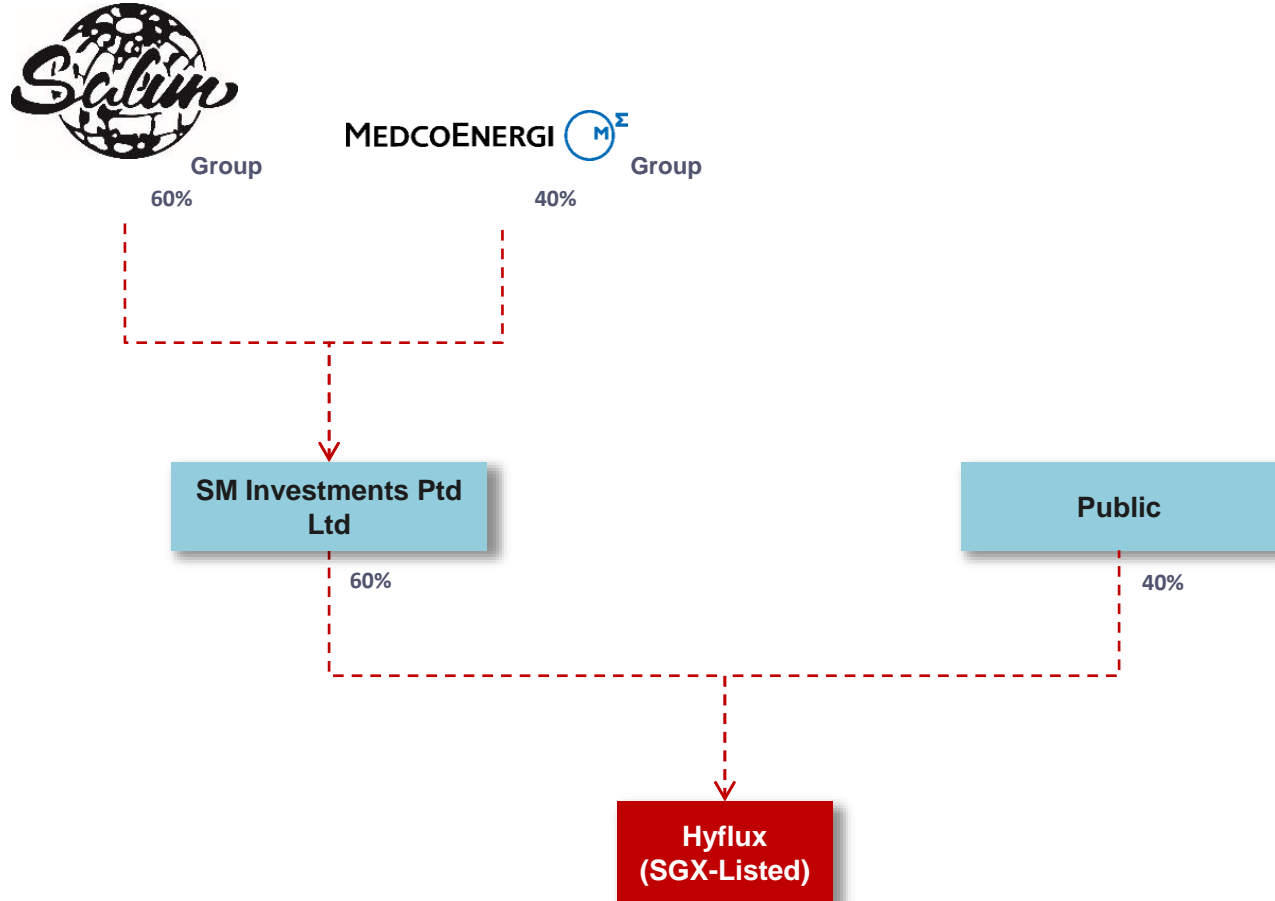 Salim
MEDCOENERGI
M
E
Group
Group
60%
40%
SM Investments Ptd
Ltd
Public
60%
40%
Hyflux
(SGX-Listed)